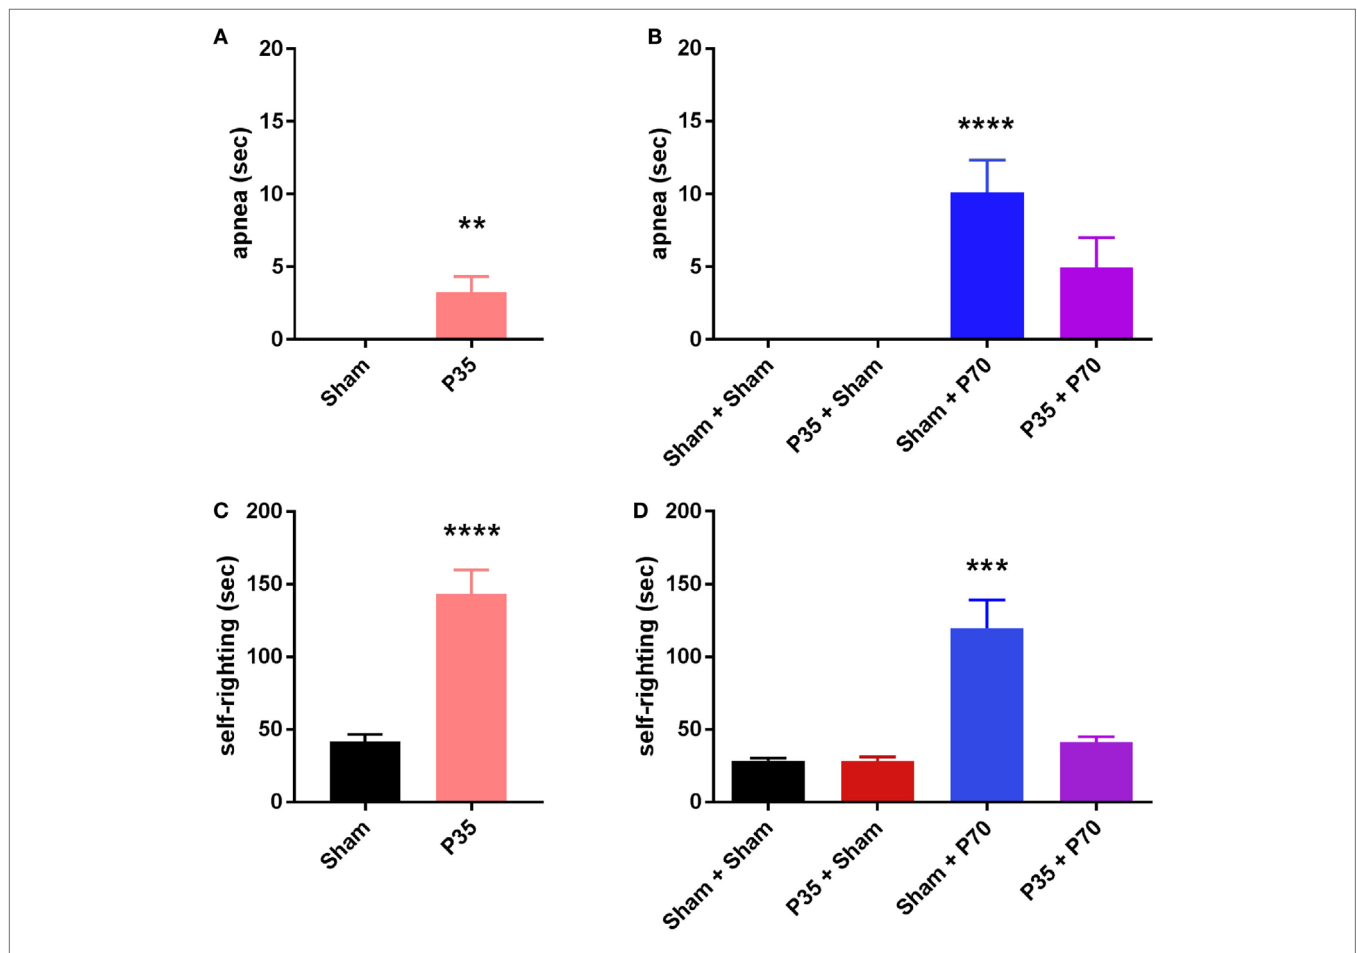 A
20
15
10
5
0
apnea (sec)
**
Sham
P35
B
20
15
10
5
0
apnea (sec)
****
Sham + Sham
P35 + Sham
Sham + P70
P35 + P70
C
200
150
100
50
0
self-righting (sec)
****
Sham
P35
D
200
150
100
50
0
self-righting (sec)
***
Sham + Sham
P35 + Sham
Sham + P70
P35 + P70